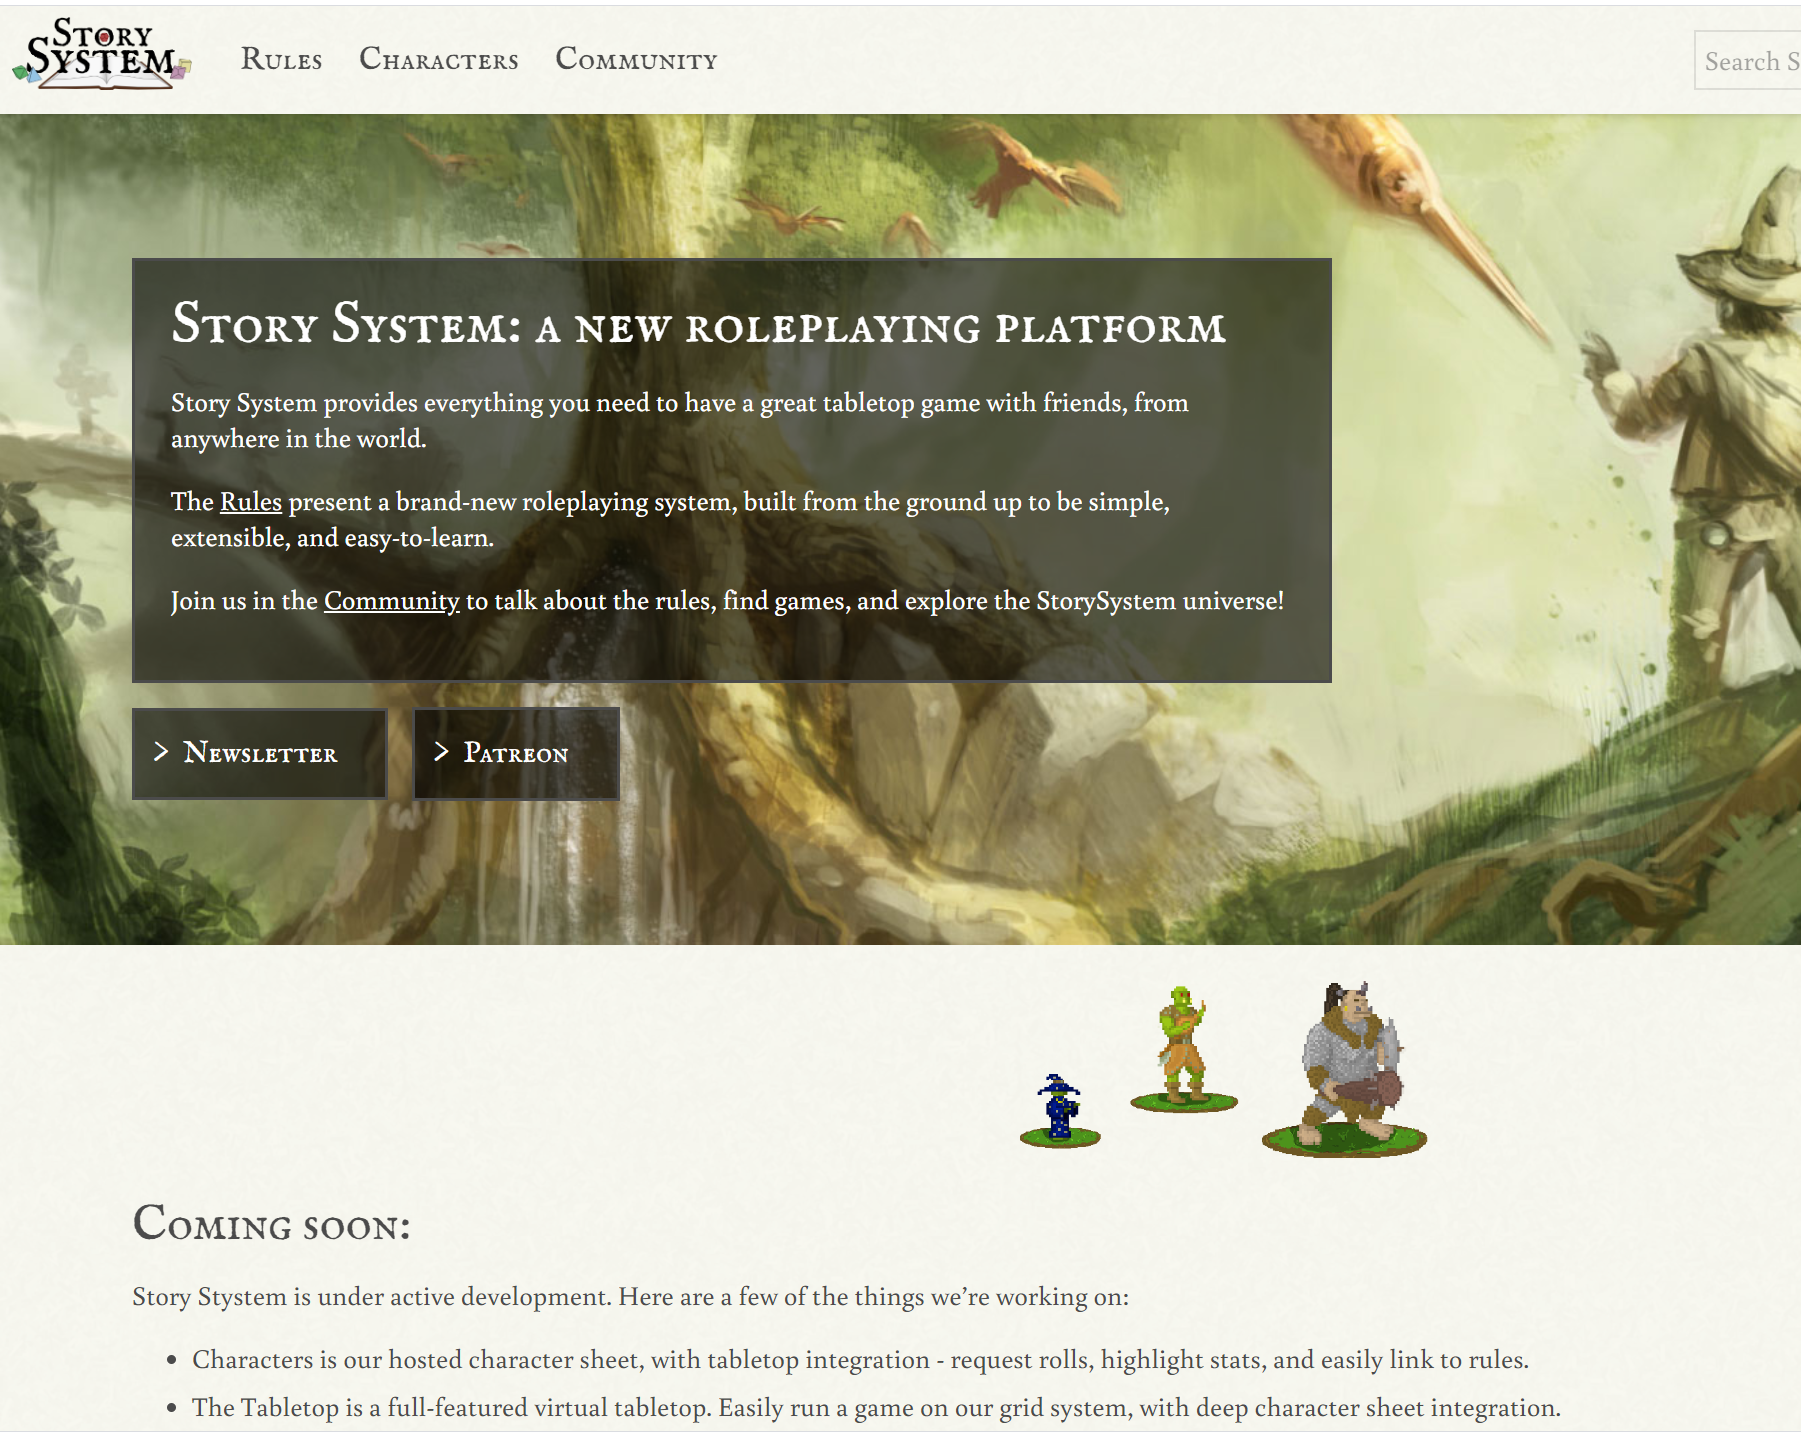 Story System
Rules Characters Community
Search S
Story System: a new roleplaying platform
Story System provides everything you need to have a great tabletop game with friends, from
anywhere in the world.
The Rules present a brand-new roleplaying system, built from the ground up to be simple,
extensible, and easy-to-learn.
Join us in the Community to talk about the rules, find games, and explore the StorySystem universe!
> Newsletter
> Patreon
Coming soon:
Story Stystem is under active development. Here are a few of the things we’re working on:
• Characters is our hosted character sheet, with tabletop integration - request rolls, highlight stats, and easily link to rules.
• The Tabletop is a full-featured virtual tabletop. Easily run a game on our grid system, with deep character sheet integration.